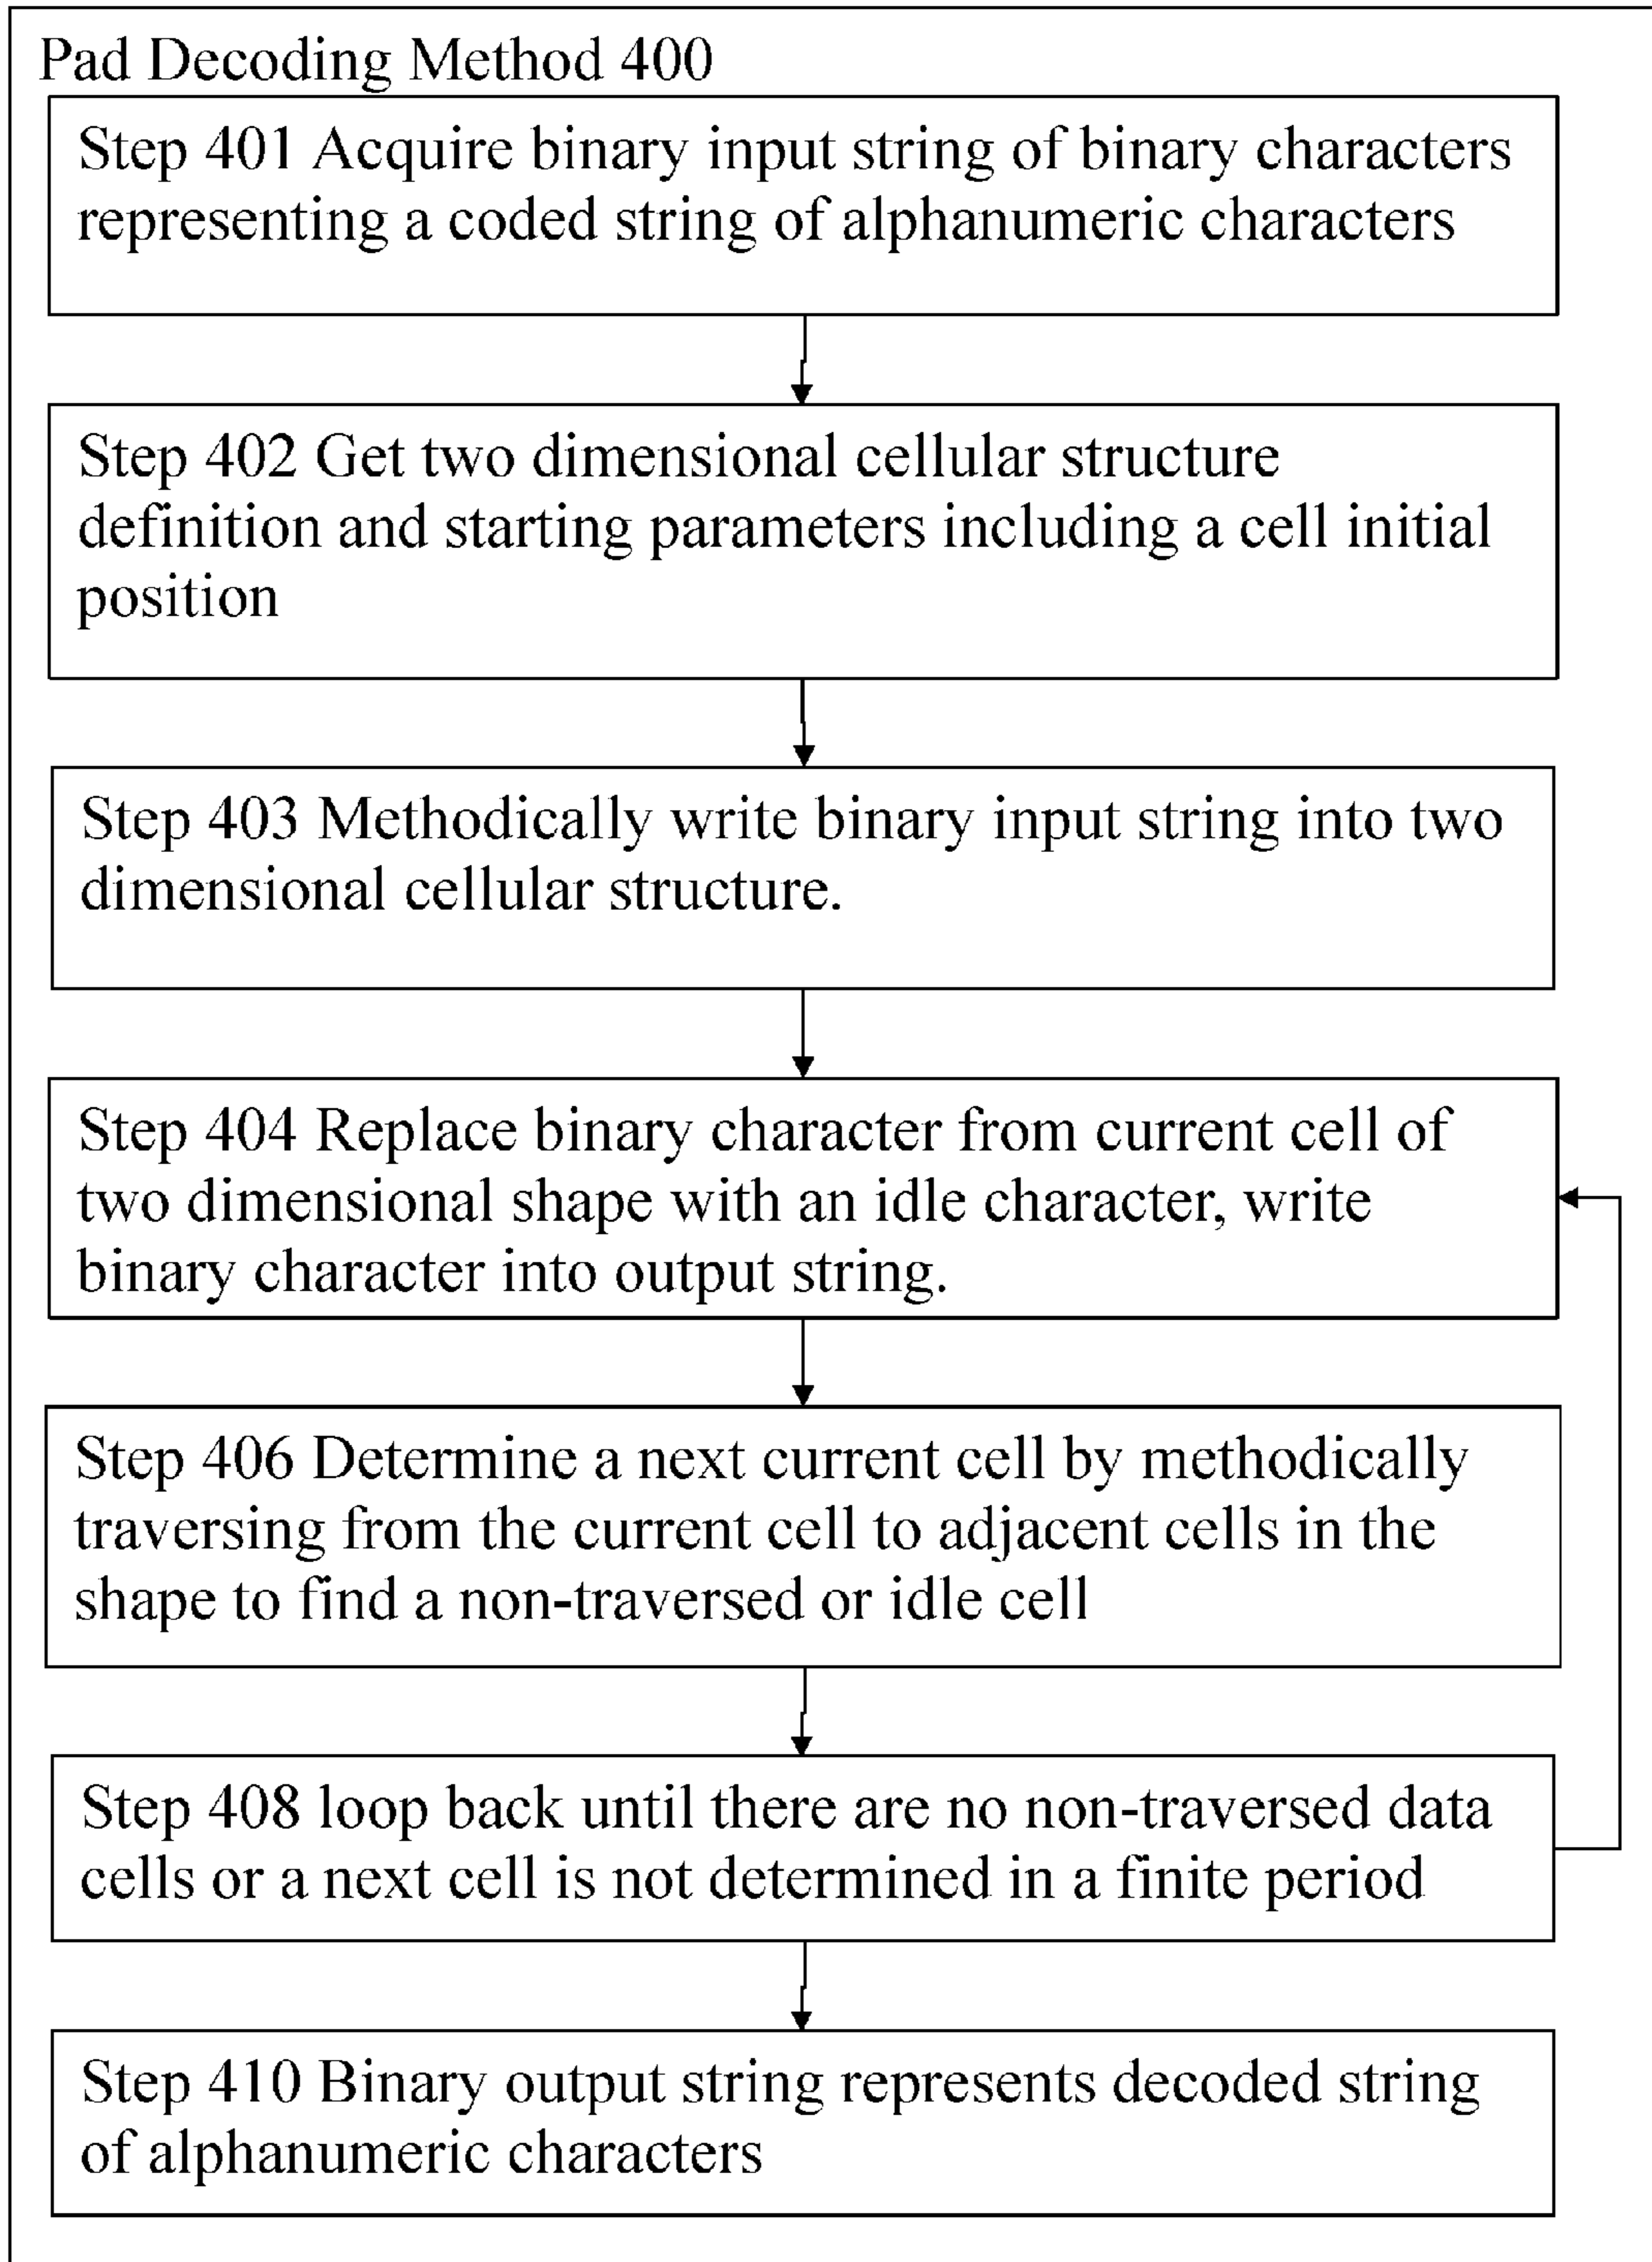 Pad Decoding Method 400
Step 401 Acquire binary input string of binary characters
representing a coded string of alphanumeric characters
Step 402 Get two dimensional cellular structure
definition and starting parameters including a cell initial
position
Step 403 Methodically write binary input string into two
dimensional cellular structure.
Step 404 Replace binary character from current cell of
two dimensional shape with an idle character, write
binary character into output string.
Step 406 Determine a next current cell by methodically
traversing from the current cell to adjacent cells in the
shape to find a non-traversed or idle cell
Step 408 loop back until there are no non-traversed data
cells or a next cell is not determined in a finite period
Step 410 Binary output string represents decoded string
of alphanumeric characters